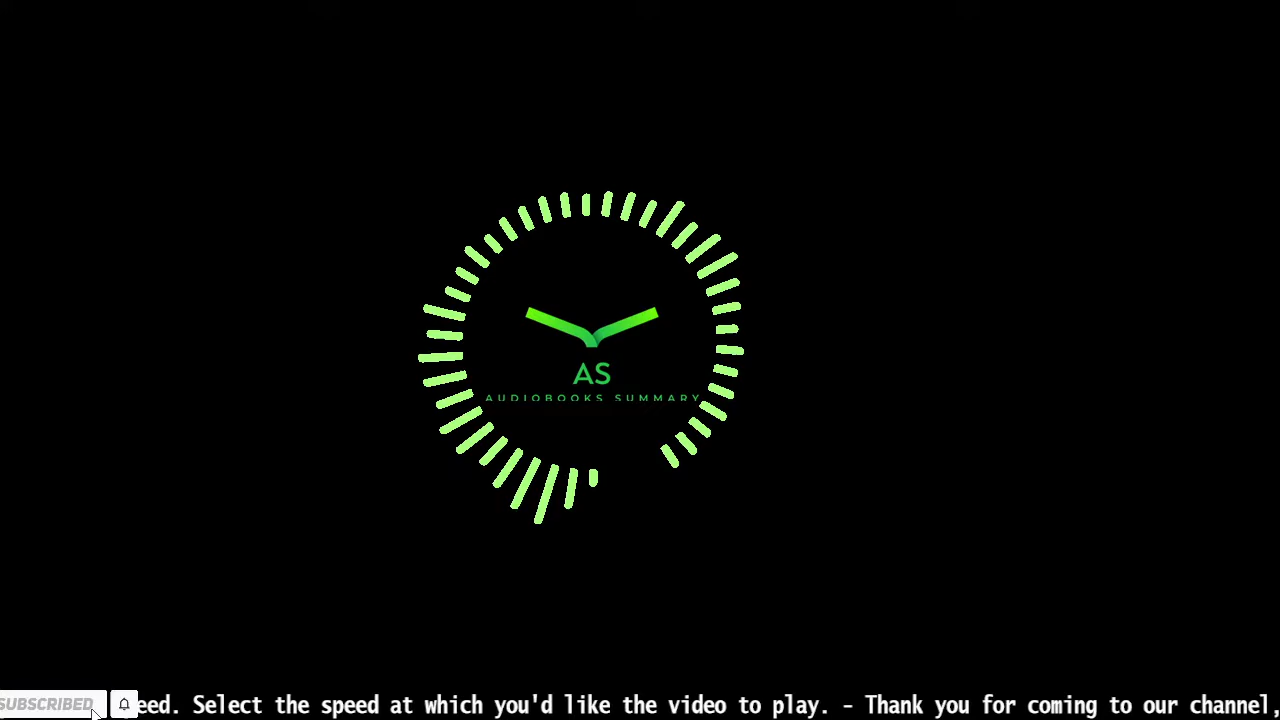 AS
AUDIOBOOKS SUMMARY
SUBSCRIBED
eed. Select the speed at which you'd like the video to play. - Thank you for coming to our channel,